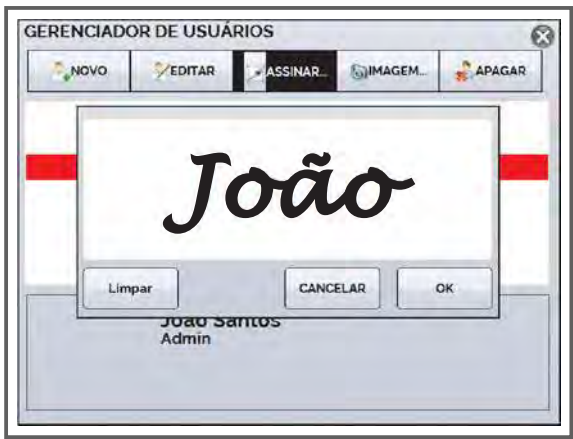 GERENCIADOR DE USUÁRIOS
NOVO EDITAR ASSINAR... IMAGEM... APAGAR
João
Limpar CANCELAR OK
João Santos
Admin